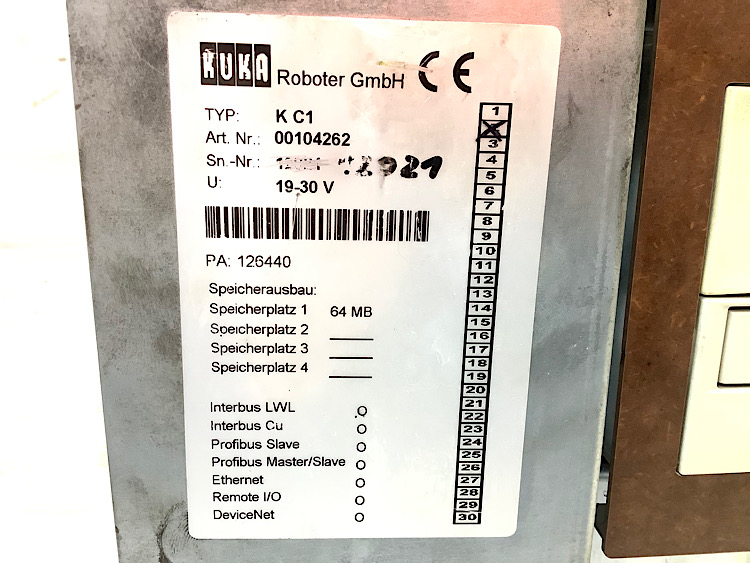 KUKA Roboter GmbH CE
TYP: K C1
Art. Nr.: 00104262
Sn.-Nr.: 12921
U: 19-30 V
PA: 126440
Speicherausbau:
Speicherplatz 1 64 MB
Speicherplatz 2
Speicherplatz 3
Speicherplatz 4
Interbus LWL O
Interbus Cu O
Profibus Slave O
Profibus Master/Slave O
Ethernet O
Remote I/O O
DeviceNet O
1
3
4
5
6
7
8
9
10
11
12
13
14
15
16
17
18
19
20
21
22
23
24
25
26
27
28
29
30